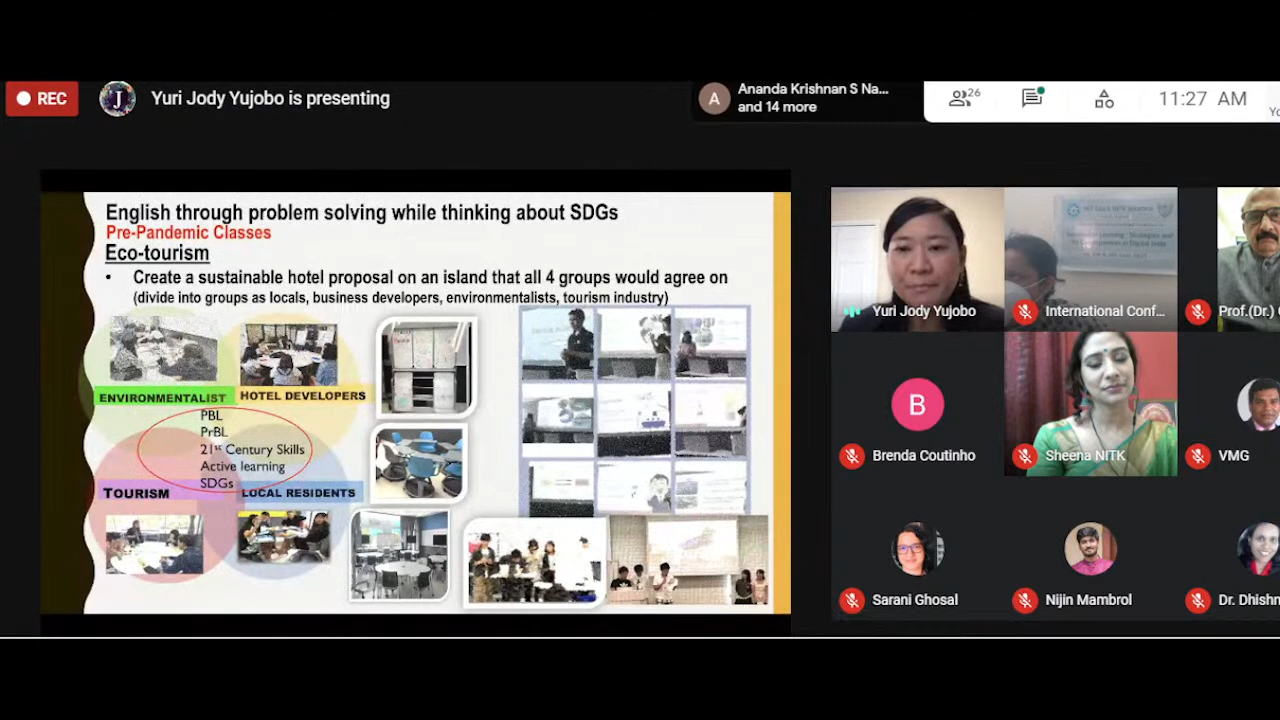 REC
J
Yuri Jody Yujobo is presenting
A
Ananda Krishnan S Na...
and 14 more
26
11:27 AM
English through problem solving while thinking about SDGs
Pre-Pandemic Classes
Eco-tourism
• Create a sustainable hotel proposal on an island that all 4 groups would agree on
(divide into groups as locals, business developers, environmentalists, tourism industry)
ENVIRONMENTALIST
HOTEL DEVELOPERS
PBL
PrBL
21st Century Skills
Active learning
SDGs
TOURISM
LOCAL RESIDENTS
Yuri Jody Yujobo
International Conf...
Prof.(Dr.)
B
Brenda Coutinho
Sheena NITK
VMG
Sarani Ghosal
Nijin Mambrol
Dr. Dhishn